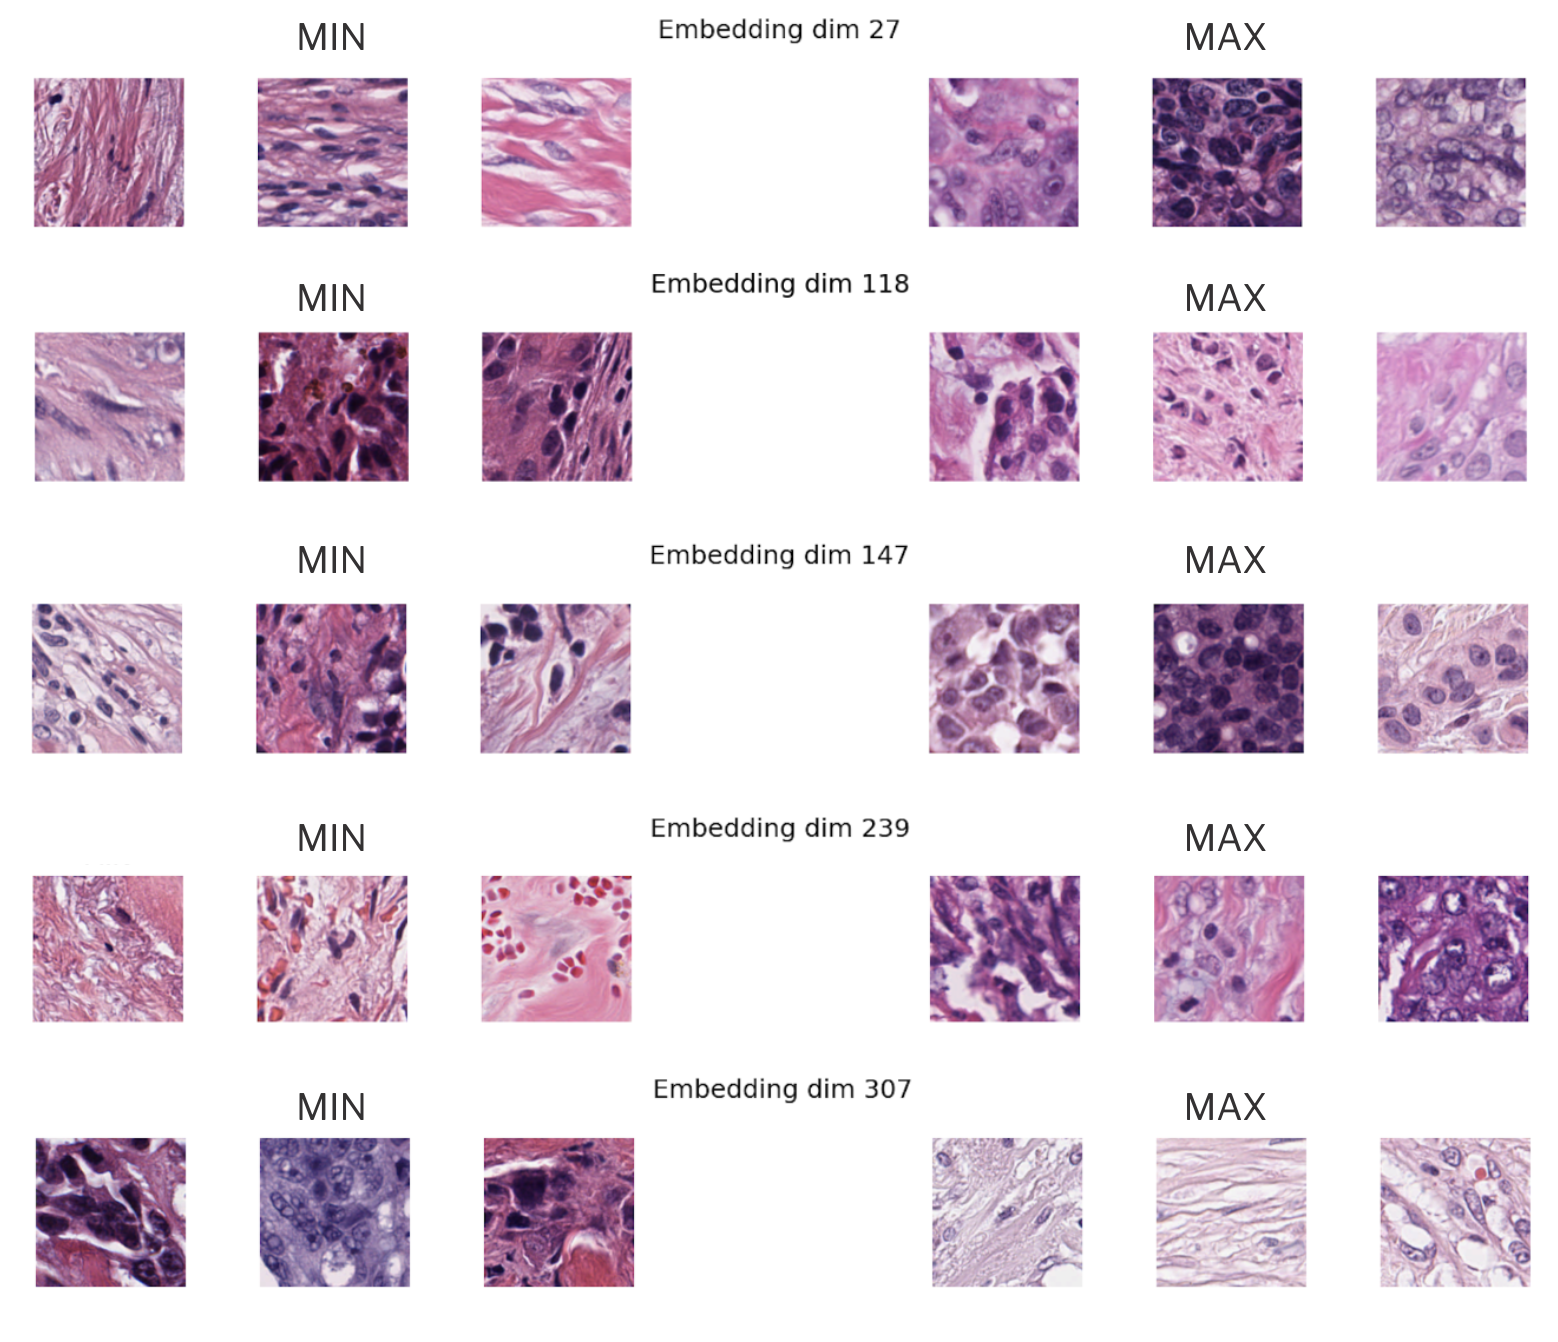 MIN Embedding dim 27 MAX
MIN Embedding dim 118 MAX
MIN Embedding dim 147 MAX
MIN Embedding dim 239 MAX
MIN Embedding dim 307 MAX